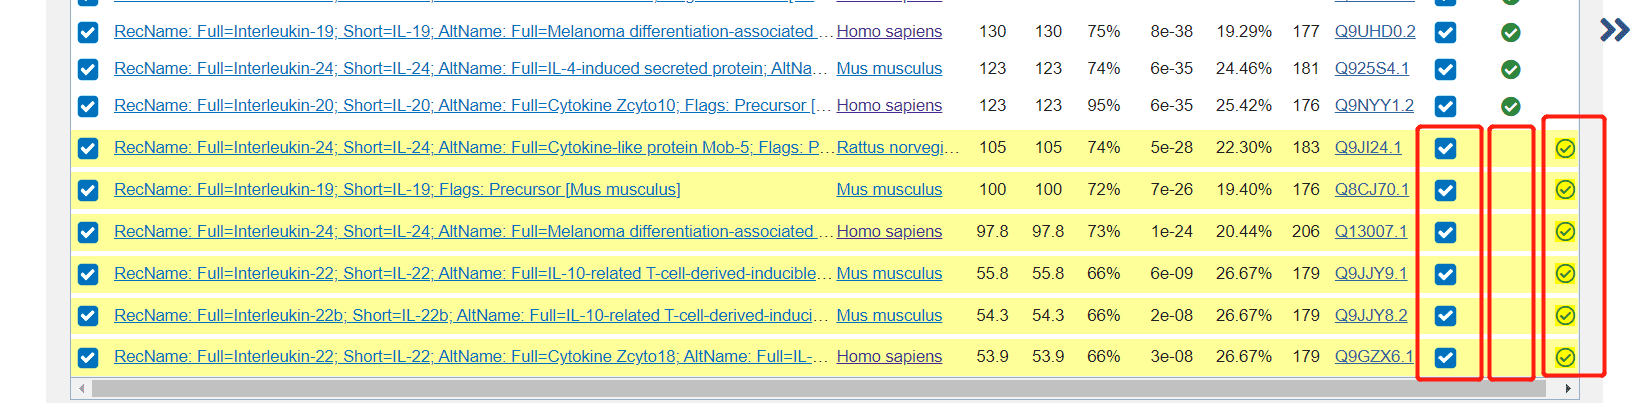 RecName: Full=Interleukin-19; Short=IL-19; AltName: Full=Melanoma differentiation-associated ... Homo sapiens 130 130 75% 8e-38 19.29% 177 Q9UHD0.2
RecName: Full=Interleukin-24; Short=IL-24; AltName: Full=IL-4-induced secreted protein; AltNa... Mus musculus 123 123 74% 6e-35 24.46% 181 Q925S4.1
RecName: Full=Interleukin-20; Short=IL-20; AltName: Full=Cytokine Zcyto10; Flags: Precursor [... Homo sapiens 123 123 95% 6e-35 25.42% 176 Q9NYY1.2
RecName: Full=Interleukin-24; Short=IL-24; AltName: Full=Cytokine-like protein Mob-5; Flags: P... Rattus norvegi... 105 105 74% 5e-28 22.30% 183 Q9JI24.1
RecName: Full=Interleukin-19; Short=IL-19; Flags: Precursor [Mus musculus] Mus musculus 100 100 72% 7e-26 19.40% 176 Q8CJ70.1
RecName: Full=Interleukin-24; Short=IL-24; AltName: Full=Melanoma differentiation-associated ... Homo sapiens 97.8 97.8 73% 1e-24 20.44% 206 Q13007.1
RecName: Full=Interleukin-22; Short=IL-22; AltName: Full=IL-10-related T-cell-derived-inducible... Mus musculus 55.8 55.8 66% 6e-09 26.67% 179 Q9JJY9.1
RecName: Full=Interleukin-22b; Short=IL-22b; AltName: Full=IL-10-related T-cell-derived-induci... Mus musculus 54.3 54.3 66% 2e-08 26.67% 179 Q9JJY8.2
RecName: Full=Interleukin-22; Short=IL-22; AltName: Full=Cytokine Zcyto18; AltName: Full=IL-... Homo sapiens 53.9 53.9 66% 3e-08 26.67% 179 Q9GZX6.1